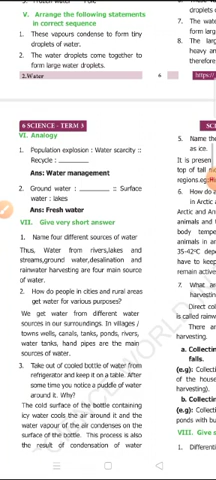 V. Arrange the following statements
in correct sequence
1. These vapours condense to form tiny
droplets of water.
2. The water droplets come together to
form large water droplets.
2.Water
6 SCIENCE - TERM 3
VI. Analogy
1. Population explosion : Water scarcity ::
Recycle : ________
Ans: Water management
2. Ground water : ________ :: Surface
water : lakes
Ans: Fresh water
VII. Give very short answer
1. Name four different sources of water
Thus, Water from rivers,lakes and
streams,ground water,desalination and
rainwater harvesting are four main source
of water.
2. How do people in cities and rural areas
get water for various purposes?
We get water from different water
sources in our surroundings. In villages /
towns wells, canals, tanks, ponds, rivers,
water tanks, hand pipes are the main
sources of water.
3. Take out of cooled bottle of water from
refrigerator and keep it on a table. After
some time you notice a puddle of water
around it. Why?
The cold surface of the bottle containing
icy water cools the air around it and the
water vapour of the air condenses on the
surface of the bottle. This process is also
the result of condensation of water
7. The wat
form larg
8. The larg
heavy an
therefore
https:/
SC
5. Name the
as ice.
It is present
top of tall m
regions.eg :
6. How do a
in Arctic
Arctic and An
animals and t
body tempe
animals in ar
35-42°C dep
have to keep
remain active
7. What are
harvesting
Direct col
is called rainw
There are
harvesting.
a. Collectin
falls.
(e.g): Collecti
of the house
harvesting).
b. Collectin
(e.g): Collecti
ponds with bu
VIII. Give s
1. Differenti